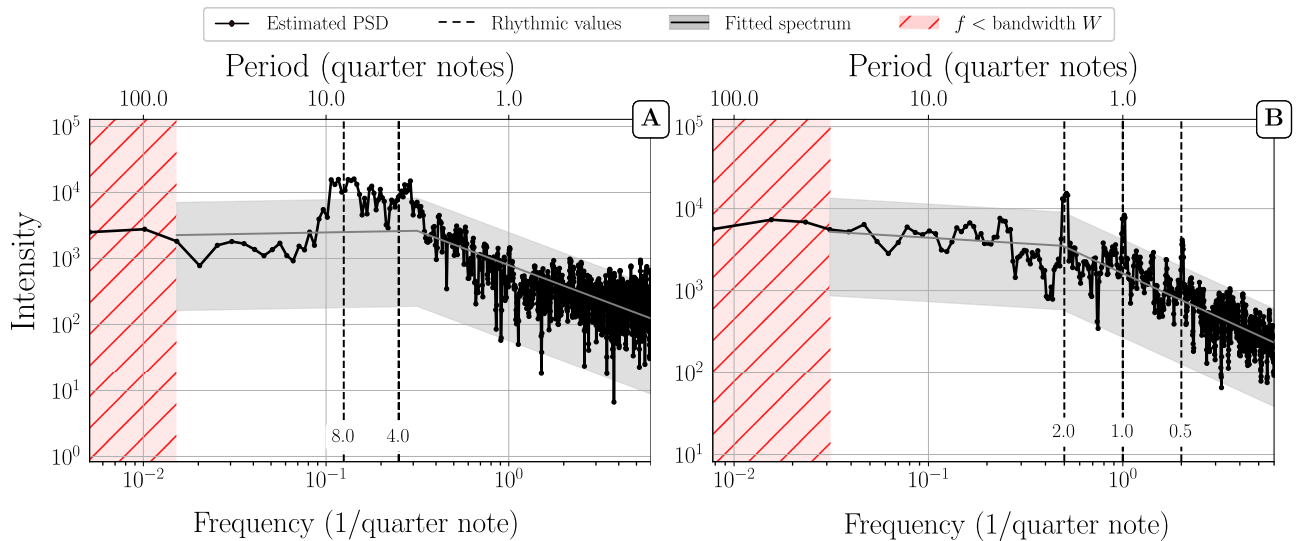 Estimated PSD Rhythmic values Fitted spectrum f < bandwidth W
Period (quarter notes) Period (quarter notes)
100.0 10.0 1.0 100.0 10.0 1.0
A B
Intensity
10^5 10^4 10^3 10^2 10^1 10^0
8.0 4.0
10^-2 10^-1 10^0
10^5 10^4 10^3 10^2 10^1
2.0 1.0 0.5
10^-2 10^-1 10^0
Frequency (1/quarter note) Frequency (1/quarter note)